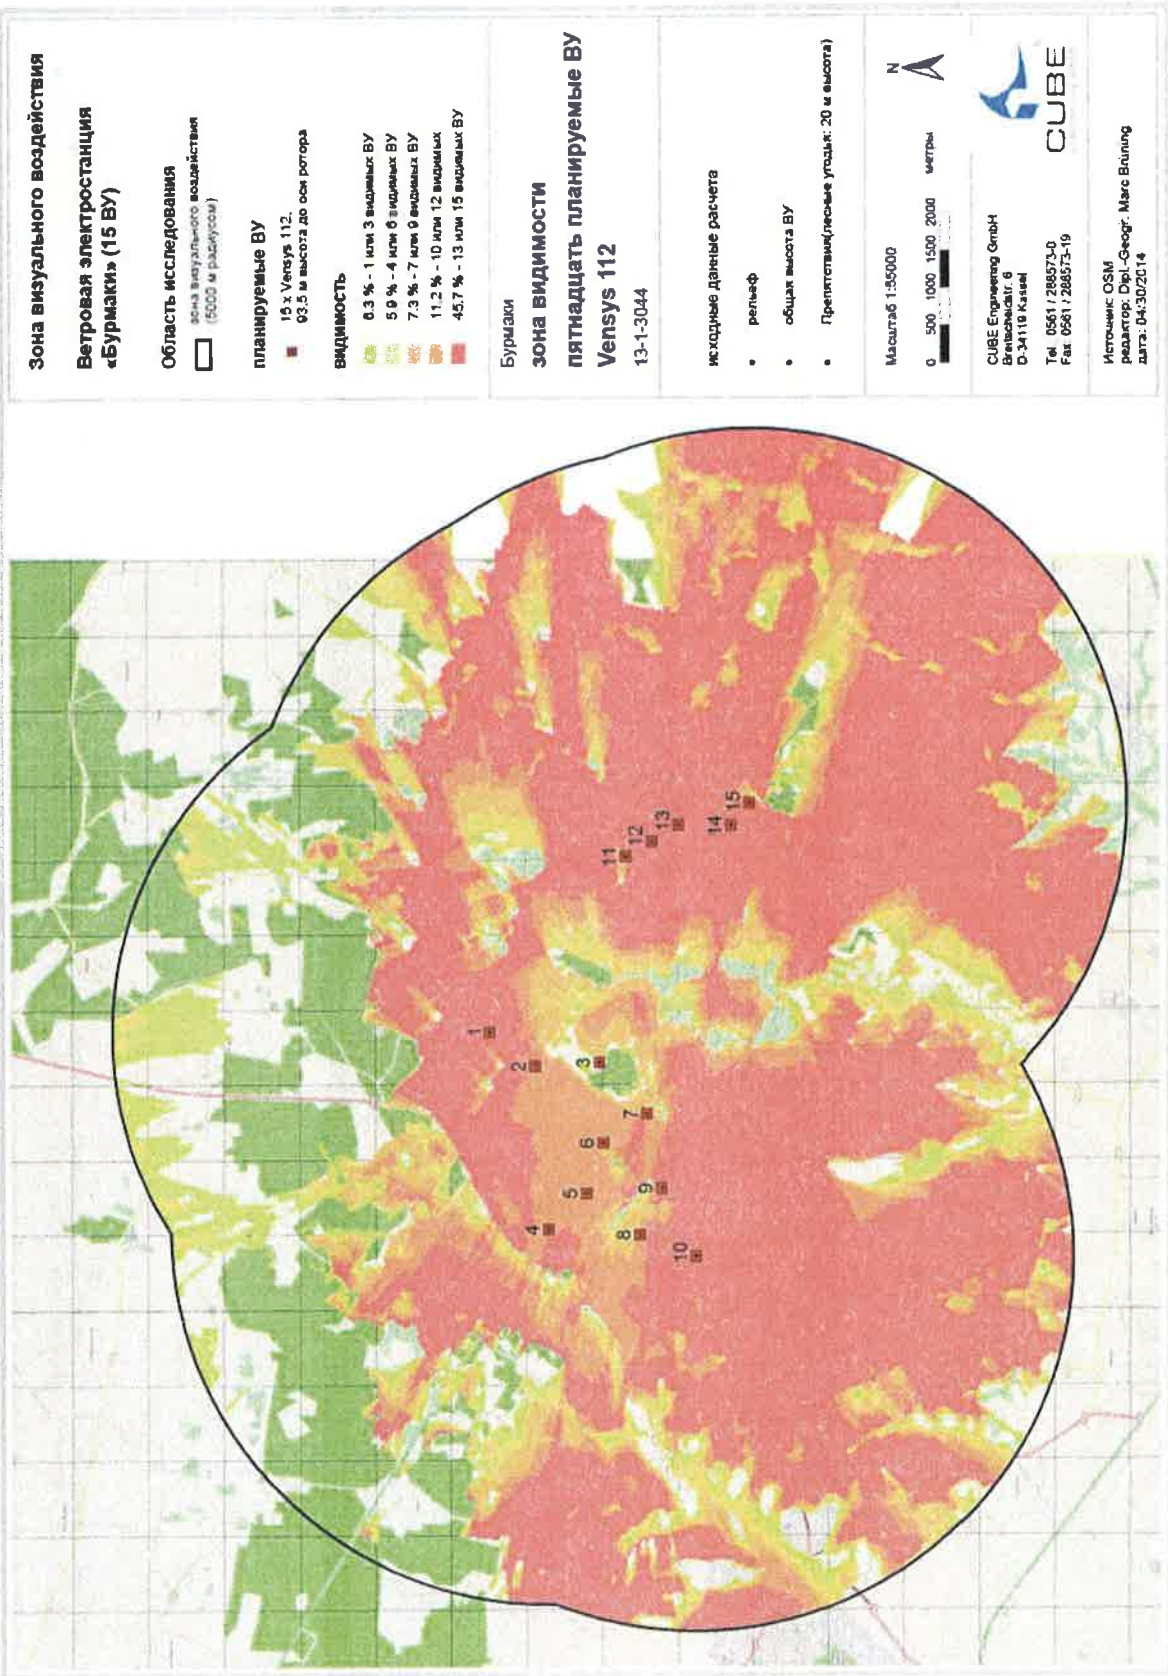 Зона визуального воздействия
Ветровая электростанция
«Бурмаки» (15 ВУ)
Область исследования
зона визуального воздействия
(5000 м радиусом)
планируемые ВУ
15 x Vensys 112,
93,5 м высота до оси ротора
видимость
6.3 % - 1 или 3 видимых ВУ
5.9 % - 4 или 6 видимых ВУ
7.3 % - 7 или 9 видимых ВУ
11.2 % - 10 или 12 видимых
45.7 % - 13 или 15 видимых ВУ
Бурмаки
зона видимости
пятнадцать планируемые ВУ
Vensys 112
13-1-3044
исходные данные расчета
• рельеф
• общая высота ВУ
• Препятствия(лесные угодья: 20 м высота)
Масштаб 1:55000
N
0 500 1000 1500 2000 метры
CUBE Engineering GmbH
Breitscheidstr. 6
D-34119 Kassel
Tel 0561 / 288573-0
Fax 0561 / 288573-19
CUBE
Источник: OSM
редактор: Dipl.-Geogr. Marc Brüning
дата: 04/30/2014
1
2
3
4
5
6
7
8
9
10
11
12
13
14
15